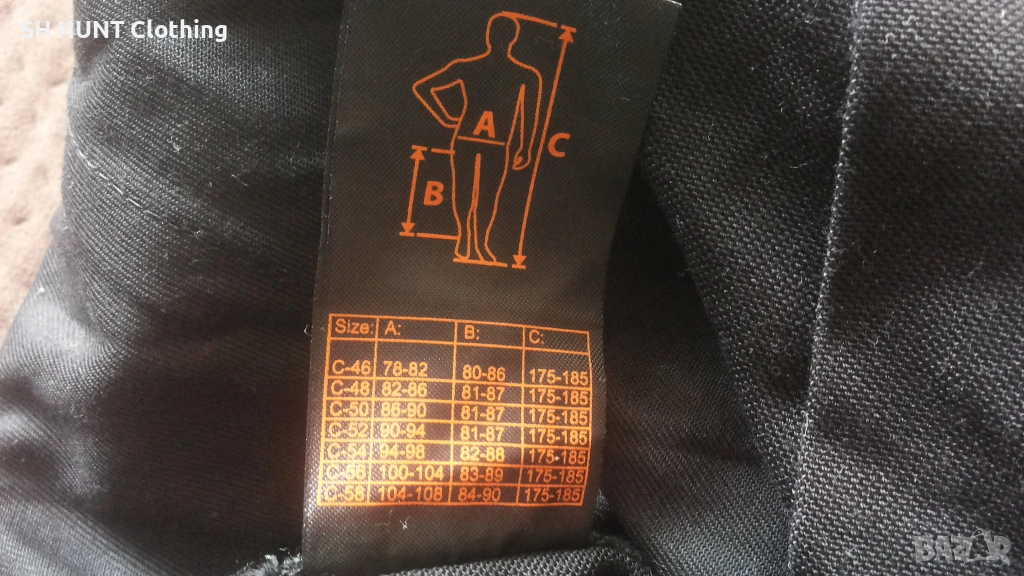 SH HUNT Clothing
A
B
C
Size: A: B: C:
C-46 78-82 80-86 175-185
C-48 82-86 81-87 175-185
C-50 86-90 81-87 175-185
C-52 90-94 81-87 175-185
C-54 94-98 82-88 175-185
C-56 100-104 83-89 175-185
C-58 104-108 84-90 175-185
BAZAR